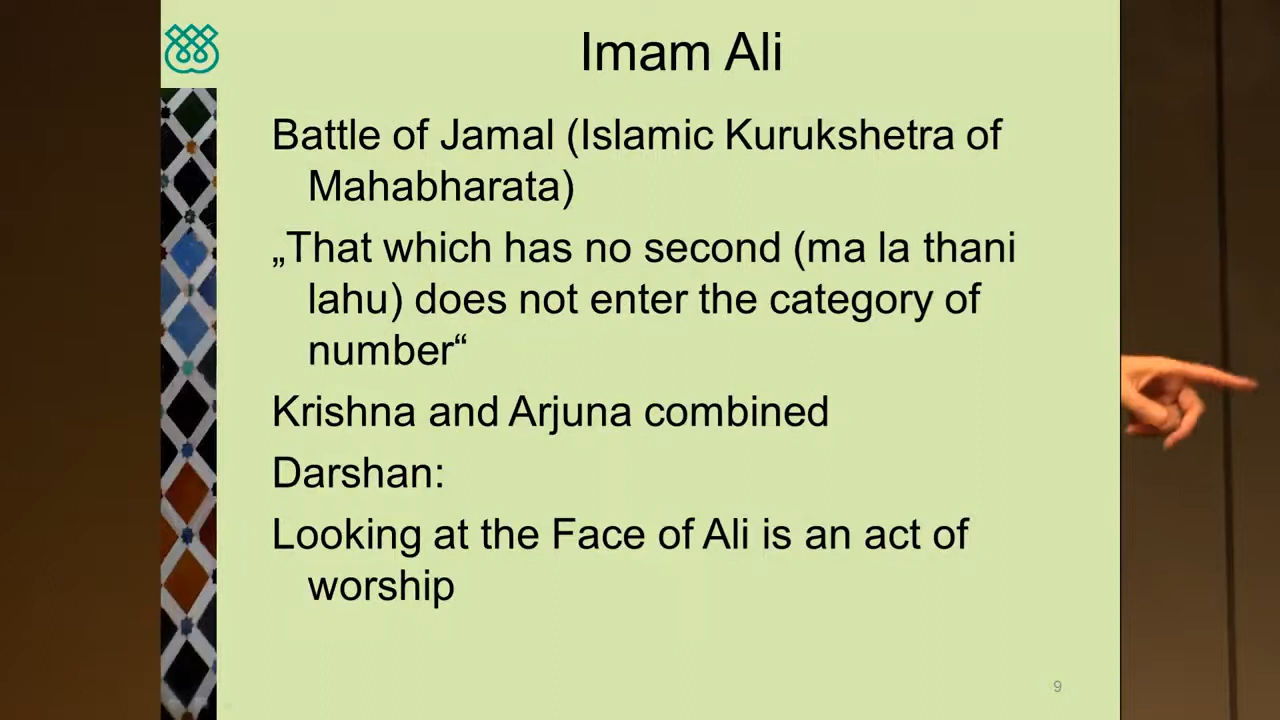 Imam Ali
Battle of Jamal (Islamic Kurukshetra of
Mahabharata)
„That which has no second (ma la thani
lahu) does not enter the category of
number“
Krishna and Arjuna combined
Darshan:
Looking at the Face of Ali is an act of
worship
9